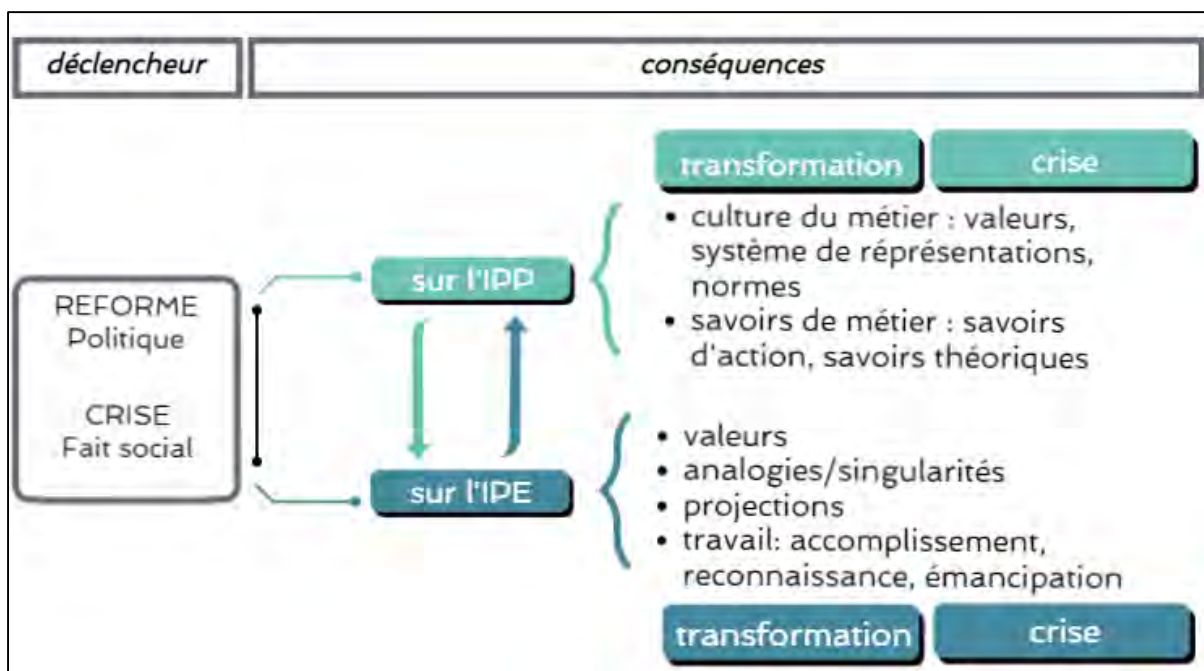 déclencheur
conséquences
transformation
crise
• culture du métier : valeurs,
système de réprésentations,
normes
• savoirs de métier : savoirs
d'action, savoirs théoriques
sur l'IPP
REFORME
Politique
CRISE
Fait social
sur l'IPE
• valeurs
• analogies/singularités
• projections
• travail: accomplissement,
reconnaissance, émancipation
transformation
crise